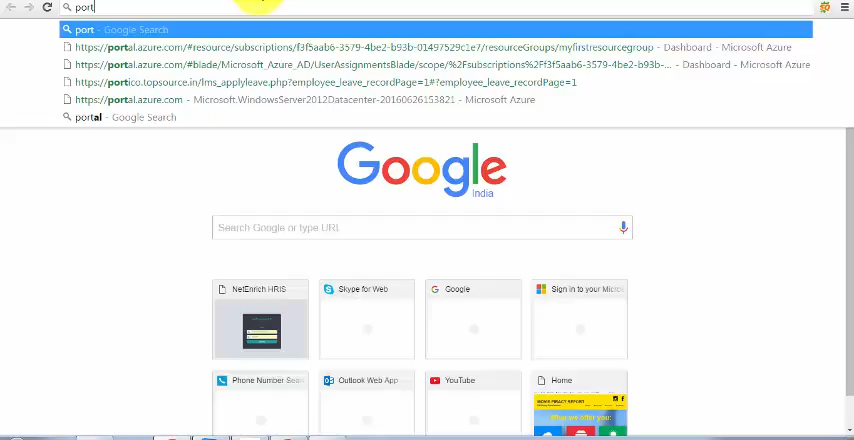 port
port - Google Search
https://portal.azure.com/#resource/subscriptions/f3f5aab6-3579-4be2-b93b-01497529c1e7/resourceGroups/myfirstresourcegroup - Dashboard - Microsoft Azure
https://portal.azure.com/#blade/Microsoft_Azure_AD/UserAssignmentsBlade/scope/%2Fsubscriptions%2Ff3f5aab6-3579-4be2-b93b-... - Dashboard - Microsoft Azure
https://portico.topsource.in/lms_applyleave.php?employee_leave_recordPage=1#?employee_leave_recordPage=1
https://portal.azure.com - Microsoft.WindowsServer2012Datacenter-20160626153821 - Microsoft Azure
portal - Google Search
Google
India
Search Google or type URL
NetEnrich HRIS
Skype for Web
Google
Sign in to your Micro
Phone Number Sea
Outlook Web App
YouTube
Home
What we offer you: